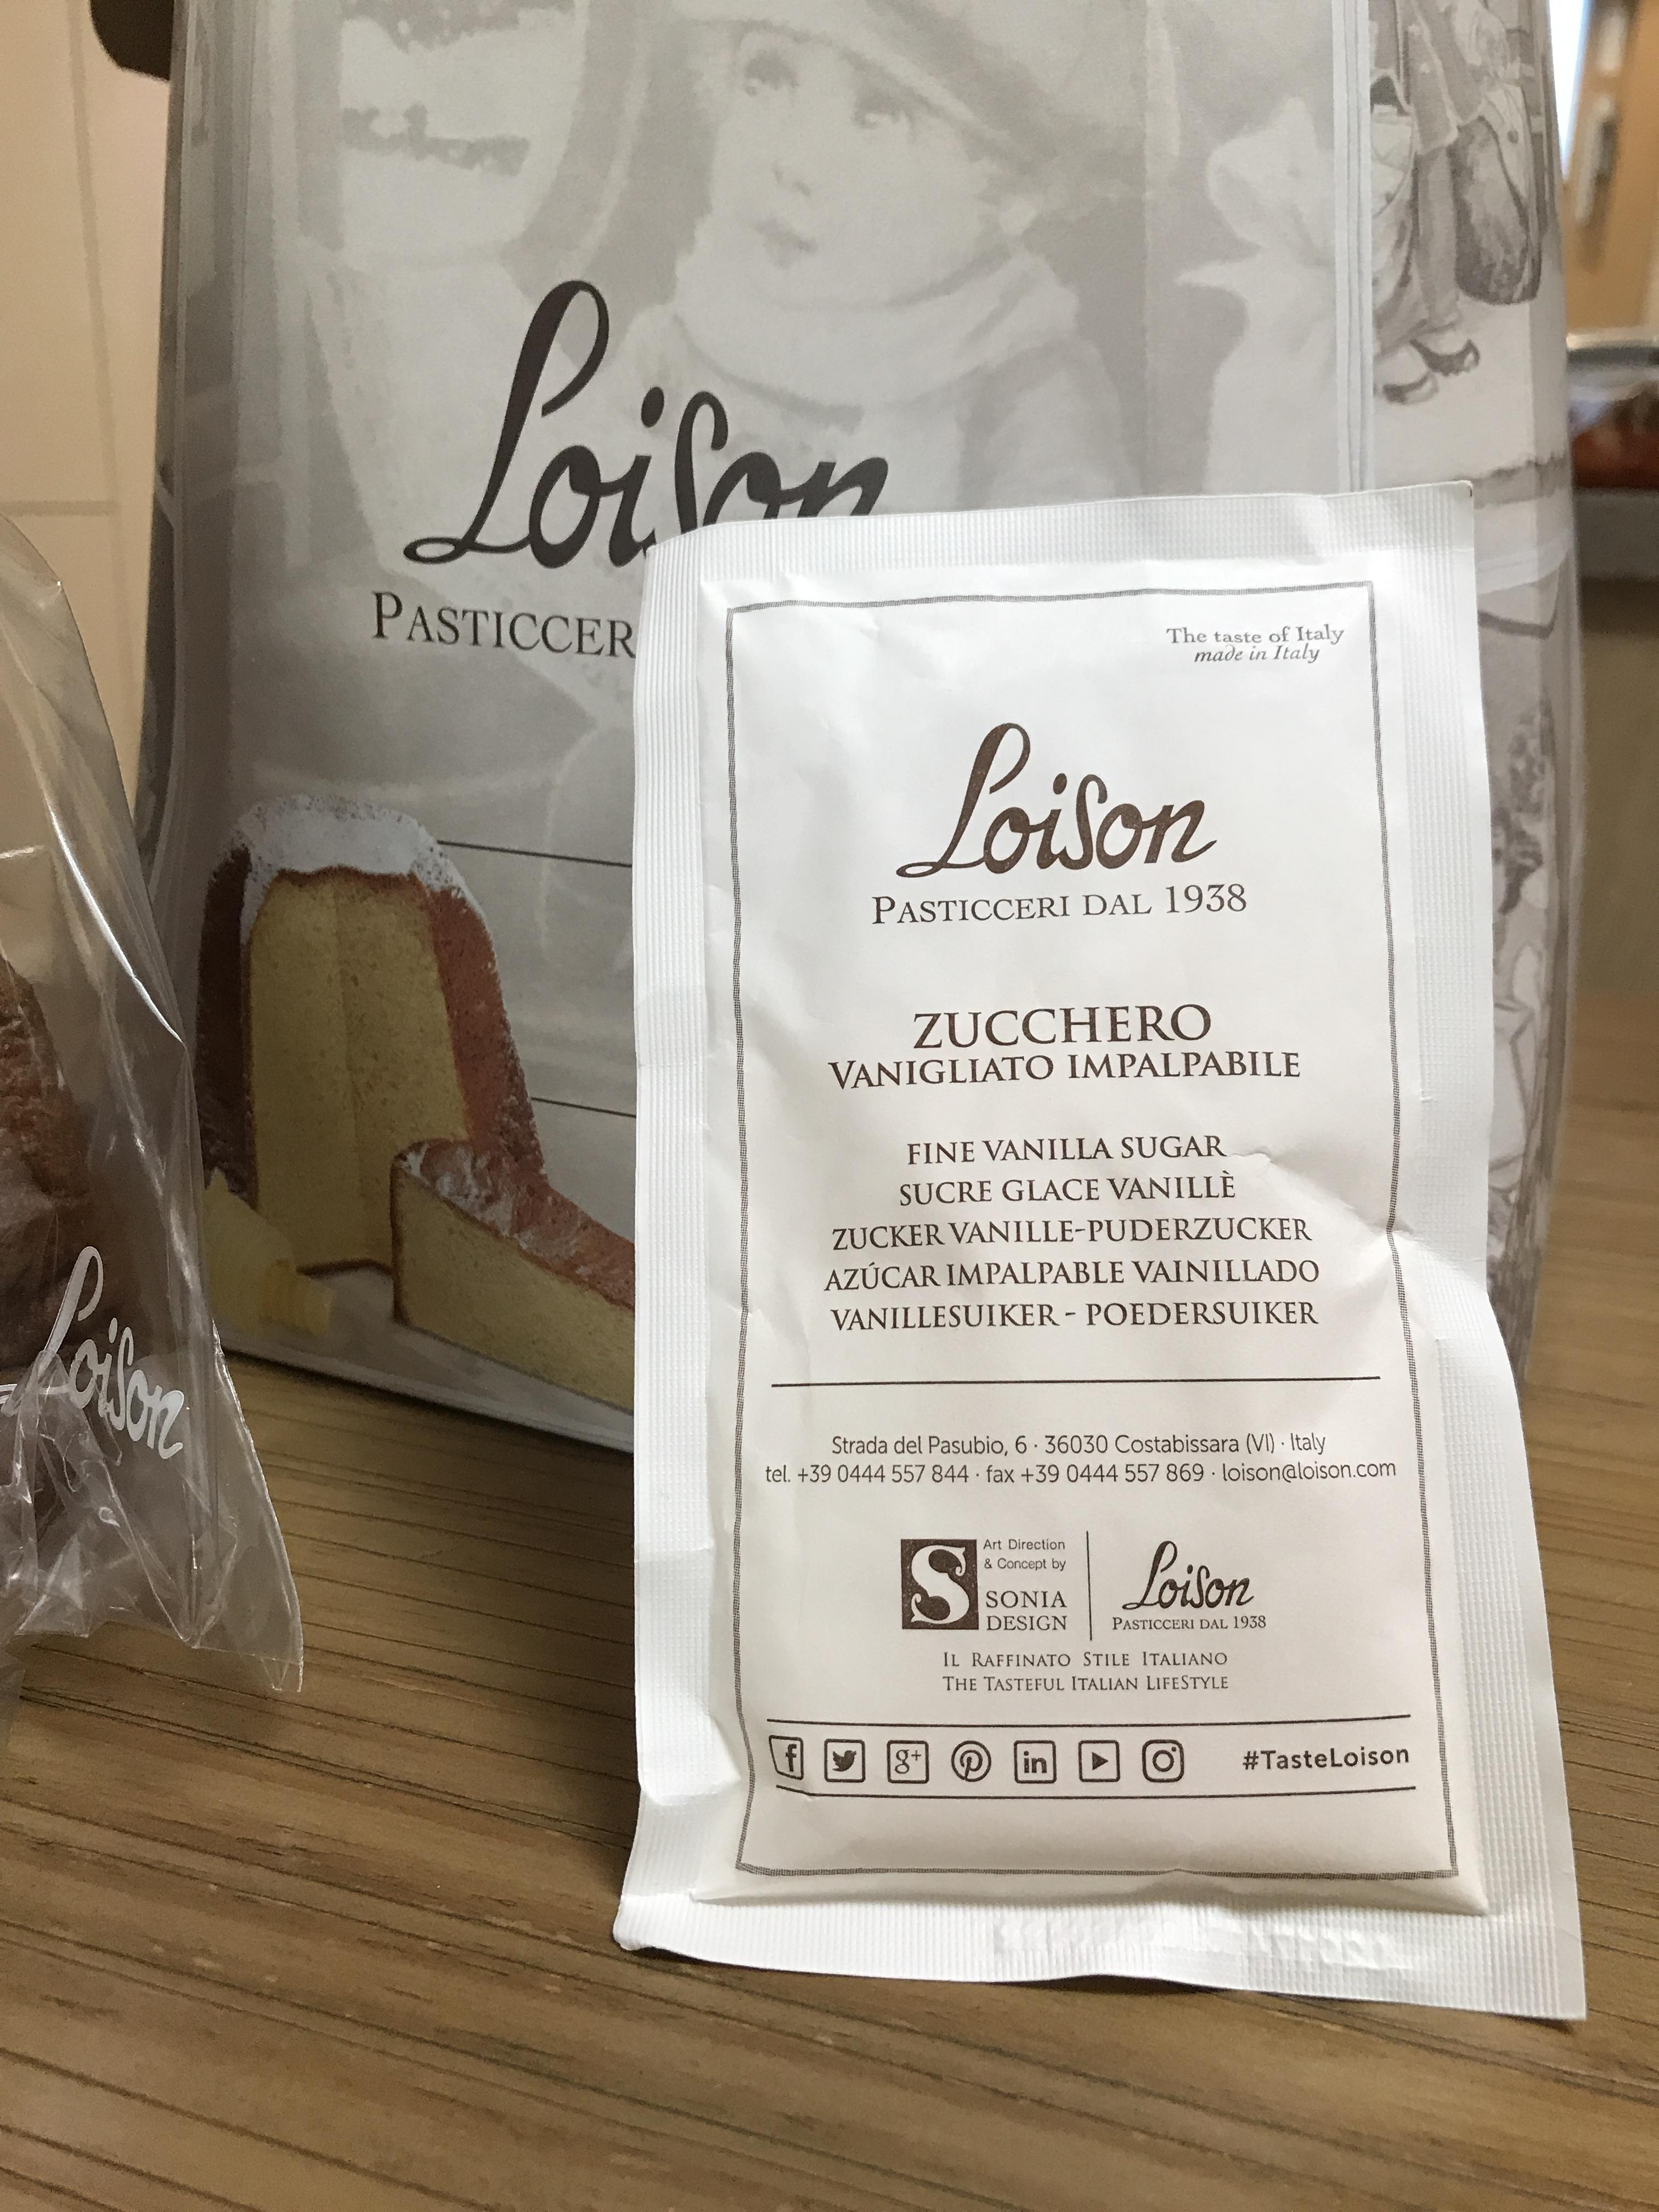 Loison
PASTICCER
The taste of Italy
made in Italy
Loison
PASTICCERI DAL 1938
ZUCCHERO
VANIGLIATO IMPALPABILE
FINE VANILLA SUGAR
SUCRE GLACE VANILLÈ
ZUCKER VANILLE-PUDERZUCKER
AZÚCAR IMPALPABLE VAINILLADO
VANILLESUIKER - POEDERSUIKER
Strada del Pasubio, 6 · 36030 Costabissara (VI) · Italy
tel. +39 0444 557 844 · fax +39 0444 557 869 · loison@loison.com
S
Art Direction
& Concept by
SONIA
DESIGN
Loison
PASTICCERI DAL 1938
IL RAFFINATO STILE ITALIANO
THE TASTEFUL ITALIAN LIFESTYLE
f g+ in #TasteLoison
Loison